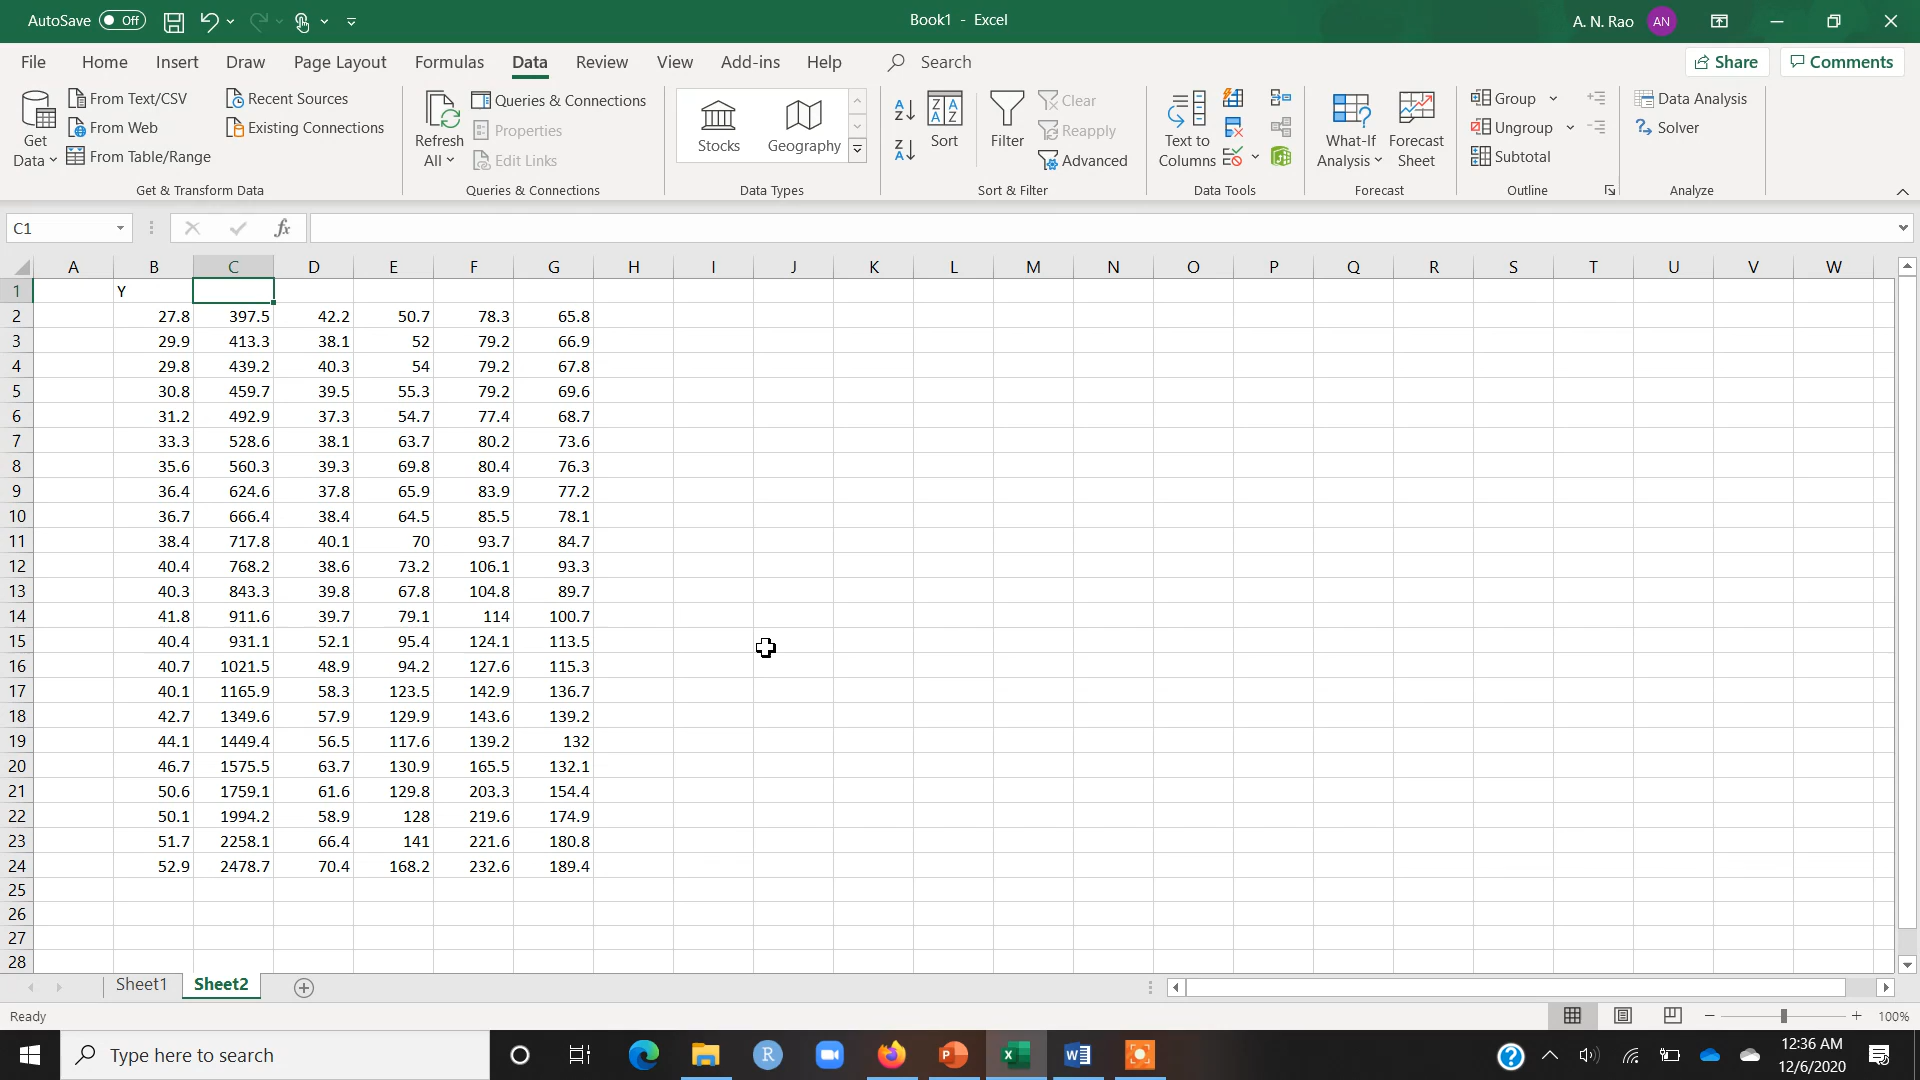 AutoSave Off
Book1 - Excel
A. N. Rao AN
File Home Insert Draw Page Layout Formulas Data Review View Add-ins Help Search Share Comments
Get Data
From Text/CSV
From Web
From Table/Range
Recent Sources
Existing Connections
Get & Transform Data
Refresh All
Queries & Connections
Properties
Edit Links
Queries & Connections
Stocks Geography
Data Types
Sort
Filter
Clear
Reapply
Advanced
Sort & Filter
Text to Columns
Data Tools
What-If Analysis
Forecast Sheet
Forecast
Group
Ungroup
Subtotal
Outline
Data Analysis
Solver
Analyze
C1 fx
A B C D E F G H I J K L M N O P Q R S T U V W
1 Y
2 27.8 397.5 42.2 50.7 78.3 65.8
3 29.9 413.3 38.1 52 79.2 66.9
4 29.8 439.2 40.3 54 79.2 67.8
5 30.8 459.7 39.5 55.3 79.2 69.6
6 31.2 492.9 37.3 54.7 77.4 68.7
7 33.3 528.6 38.1 63.7 80.2 73.6
8 35.6 560.3 39.3 69.8 80.4 76.3
9 36.4 624.6 37.8 65.9 83.9 77.2
10 36.7 666.4 38.4 64.5 85.5 78.1
11 38.4 717.8 40.1 70 93.7 84.7
12 40.4 768.2 38.6 73.2 106.1 93.3
13 40.3 843.3 39.8 67.8 104.8 89.7
14 41.8 911.6 39.7 79.1 114 100.7
15 40.4 931.1 52.1 95.4 124.1 113.5
16 40.7 1021.5 48.9 94.2 127.6 115.3
17 40.1 1165.9 58.3 123.5 142.9 136.7
18 42.7 1349.6 57.9 129.9 143.6 139.2
19 44.1 1449.4 56.5 117.6 139.2 132
20 46.7 1575.5 63.7 130.9 165.5 132.1
21 50.6 1759.1 61.6 129.8 203.3 154.4
22 50.1 1994.2 58.9 128 219.6 174.9
23 51.7 2258.1 66.4 141 221.6 180.8
24 52.9 2478.7 70.4 168.2 232.6 189.4
25
26
27
28
Sheet1 Sheet2
Ready 100%
Type here to search
12:36 AM
12/6/2020